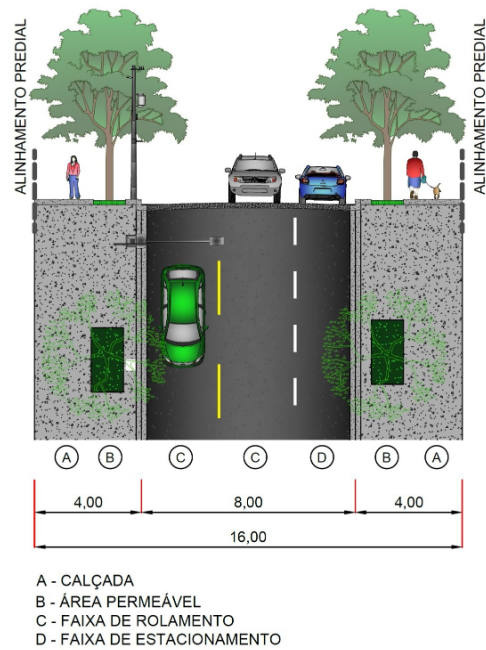 ALINHAMENTO PREDIAL
ALINHAMENTO PREDIAL
A B C C D B A
4,00 8,00 4,00
16,00
A - CALÇADA
B - ÁREA PERMEÁVEL
C - FAIXA DE ROLAMENTO
D - FAIXA DE ESTACIONAMENTO